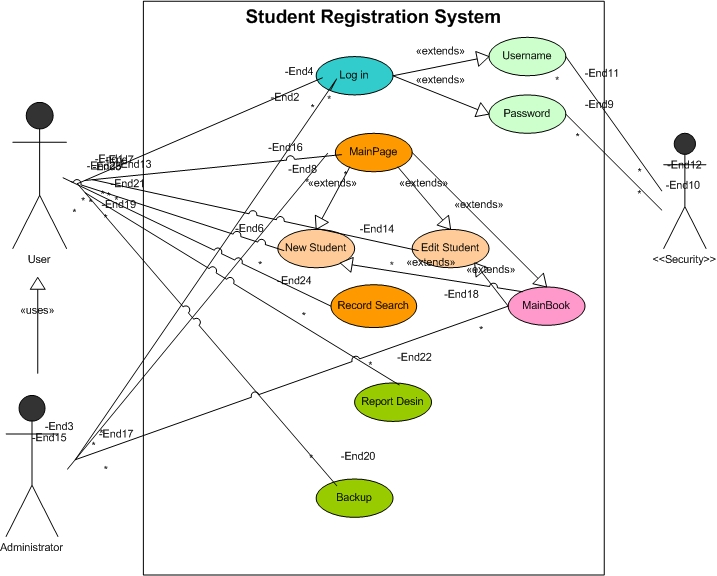 Student Registration System
Username
«extends»
-End4
Log in
-End11
«extends»
-End2
-End9
Password
-End16
MainPage
-End13
-End8
-End12
«extends»
«extends»
-End21
-End10
-End19
«extends»
-End6
-End14
New Student
Edit Student
User
<<Security>>
«extends»
«extends»
-End24
-End18
«uses»
Record Search
MainBook
-End22
Report Desin
-End3
-End15
-End17
-End20
Backup
Administrator